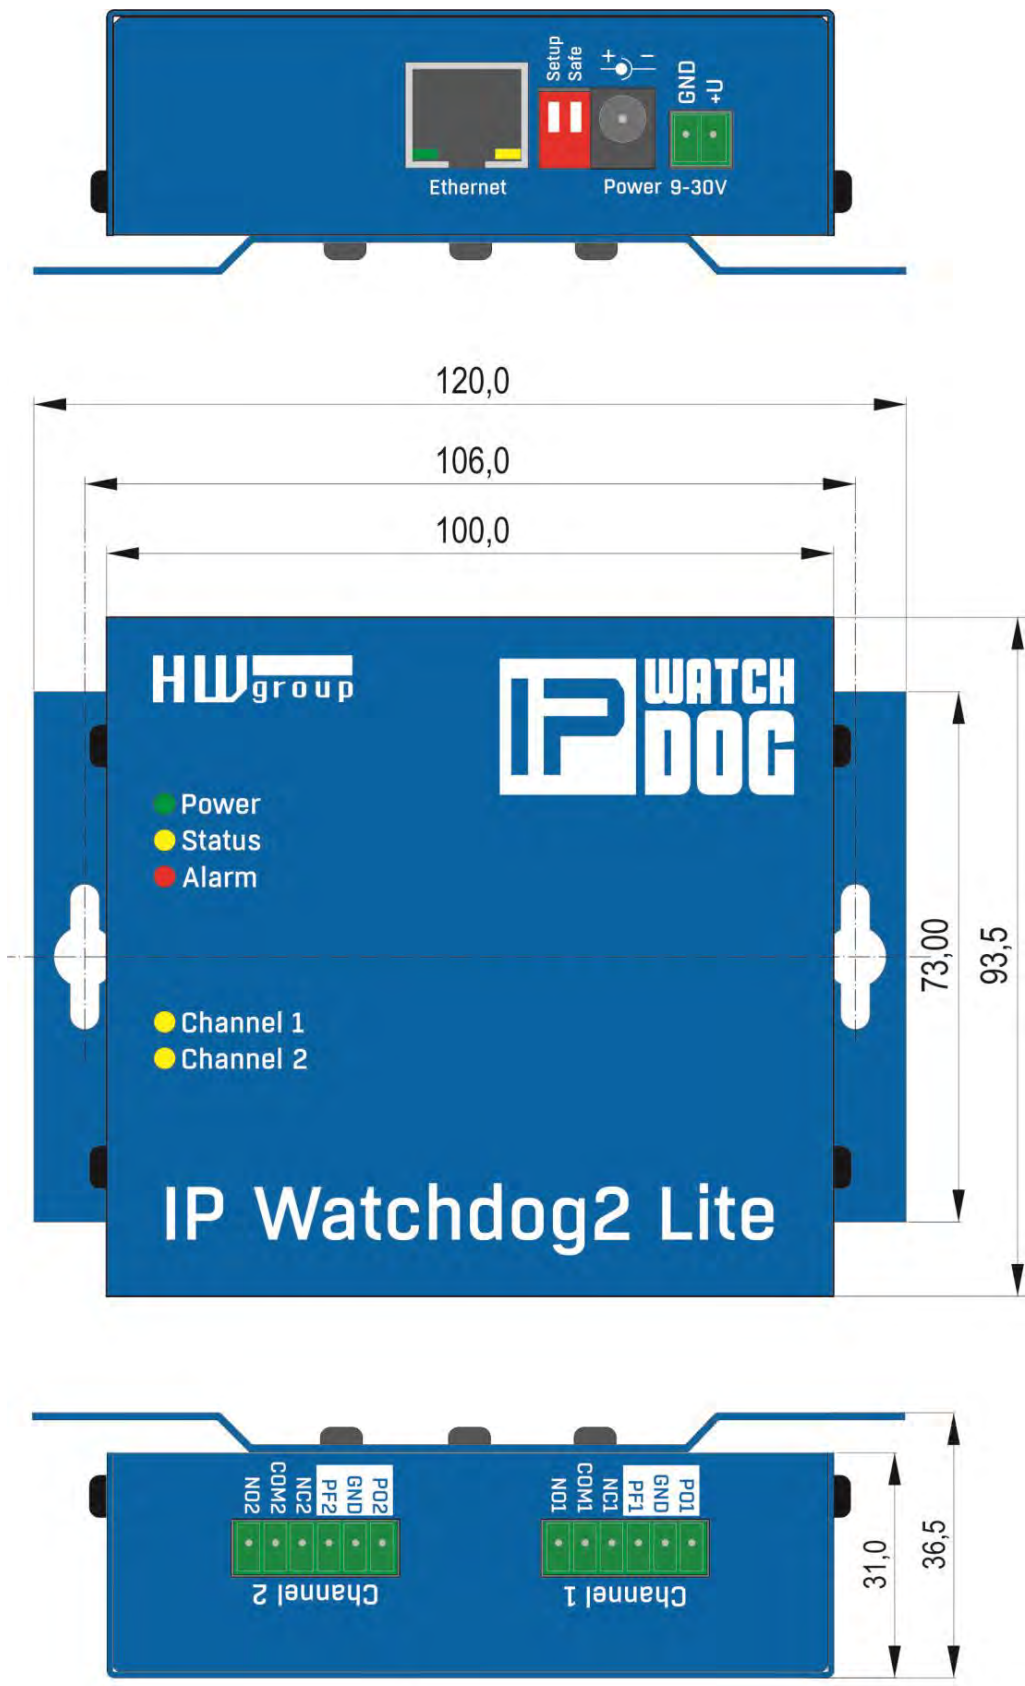 Setup
Safe
+ −
GND
+U
Ethernet
Power 9-30V
120,0
106,0
100,0
HW group
IP WATCH DOG
Power
Status
Alarm
73,00
93,5
Channel 1
Channel 2
IP Watchdog2 Lite
NO2
COM2
NC2
PF2
GND
PO2
NO1
COM1
NC1
PF1
GND
PO1
Channel 2
Channel 1
31,0
36,5